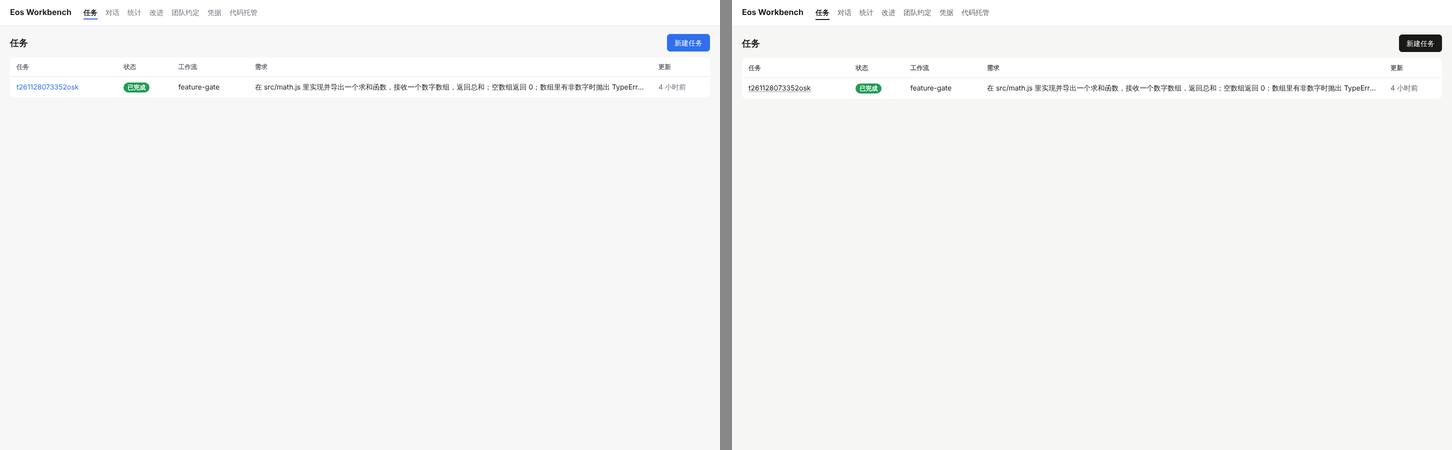 Eos Workbench 任务 对话 统计 改进 团队约定 凭据 代码托管
任务 新建任务
任务 状态 工作流 需求 更新
t261128073352osk 已完成 feature-gate 在 src/math.js 里实现并导出一个求和函数，接收一个数字数组，返回总和；空数组返回 0；数组里有非数字时抛出 TypeErr... 4 小时前
Eos Workbench 任务 对话 统计 改进 团队约定 凭据 代码托管
任务 新建任务
任务 状态 工作流 需求 更新
t261128073352osk 已完成 feature-gate 在 src/math.js 里实现并导出一个求和函数，接收一个数字数组，返回总和；空数组返回 0；数组里有非数字时抛出 TypeErr... 4 小时前